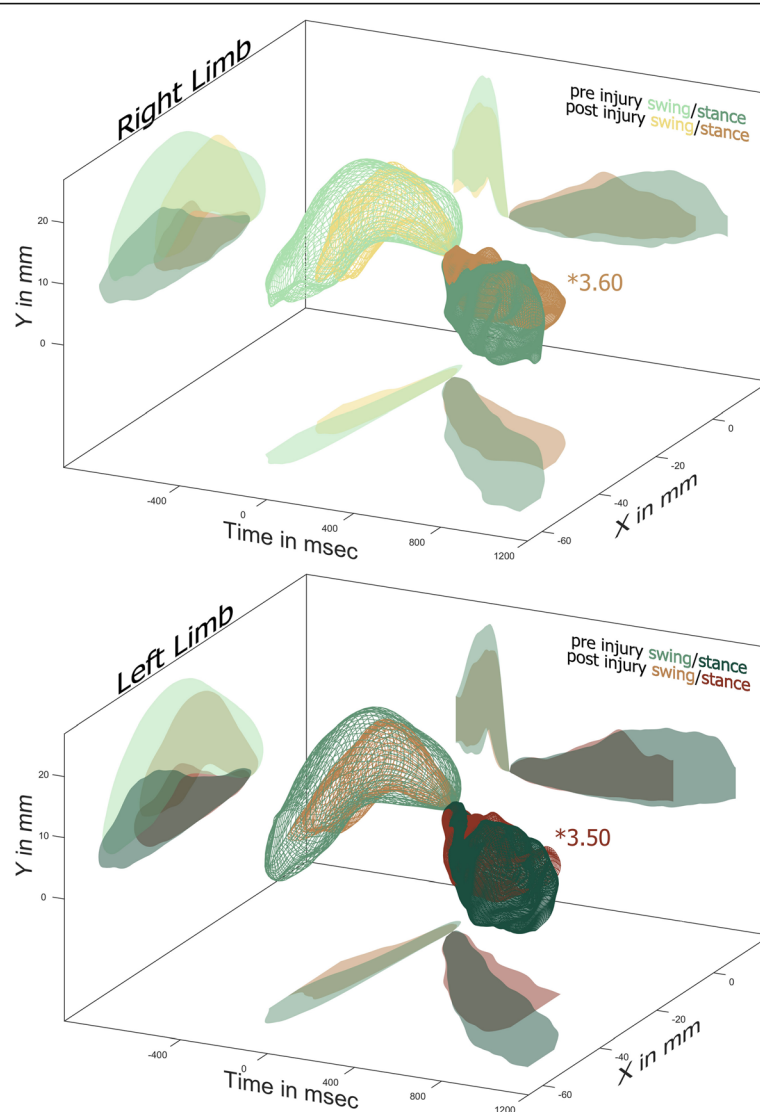 Right Limb
pre injury swing/stance
post injury swing/stance
20
10
0
Y in mm
*3.60
-400
0
400
800
1200
Time in msec
0
-20
-40
-60
X in mm
Left Limb
pre injury swing/stance
post injury swing/stance
20
10
0
Y in mm
*3.50
-400
0
400
800
1200
Time in msec
0
-20
-40
-60
X in mm